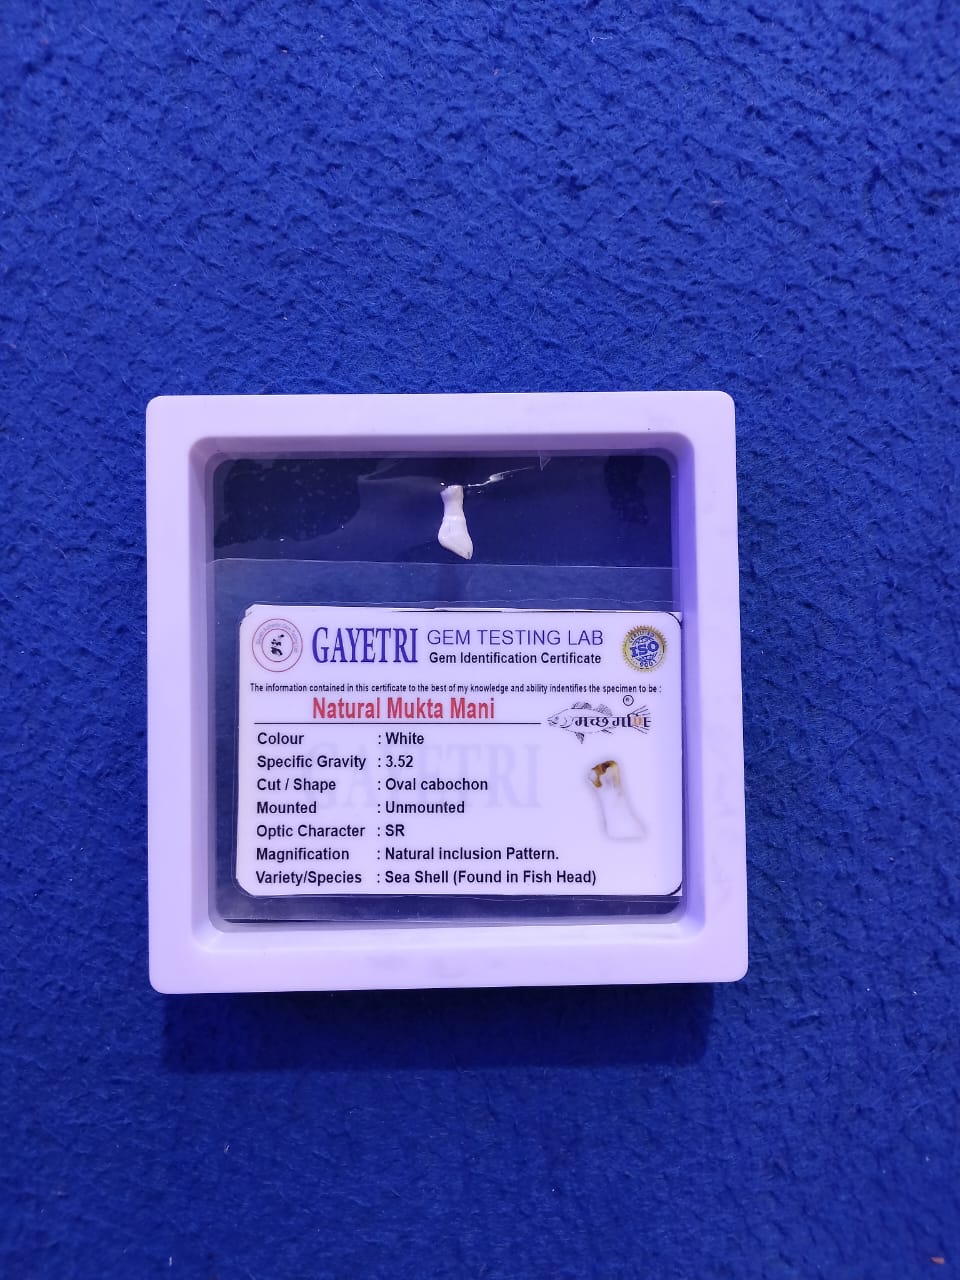 GAYETRI GEM TESTING LAB
Gem Identification Certificate
ISO
The information contained in this certificate to the best of my knowledge and ability indentifies the specimen to be :
Natural Mukta Mani
®
Colour : White
Specific Gravity : 3.52
Cut / Shape : Oval cabochon
Mounted : Unmounted
Optic Character : SR
Magnification : Natural inclusion Pattern.
Variety/Species : Sea Shell (Found in Fish Head)
GAYETRI